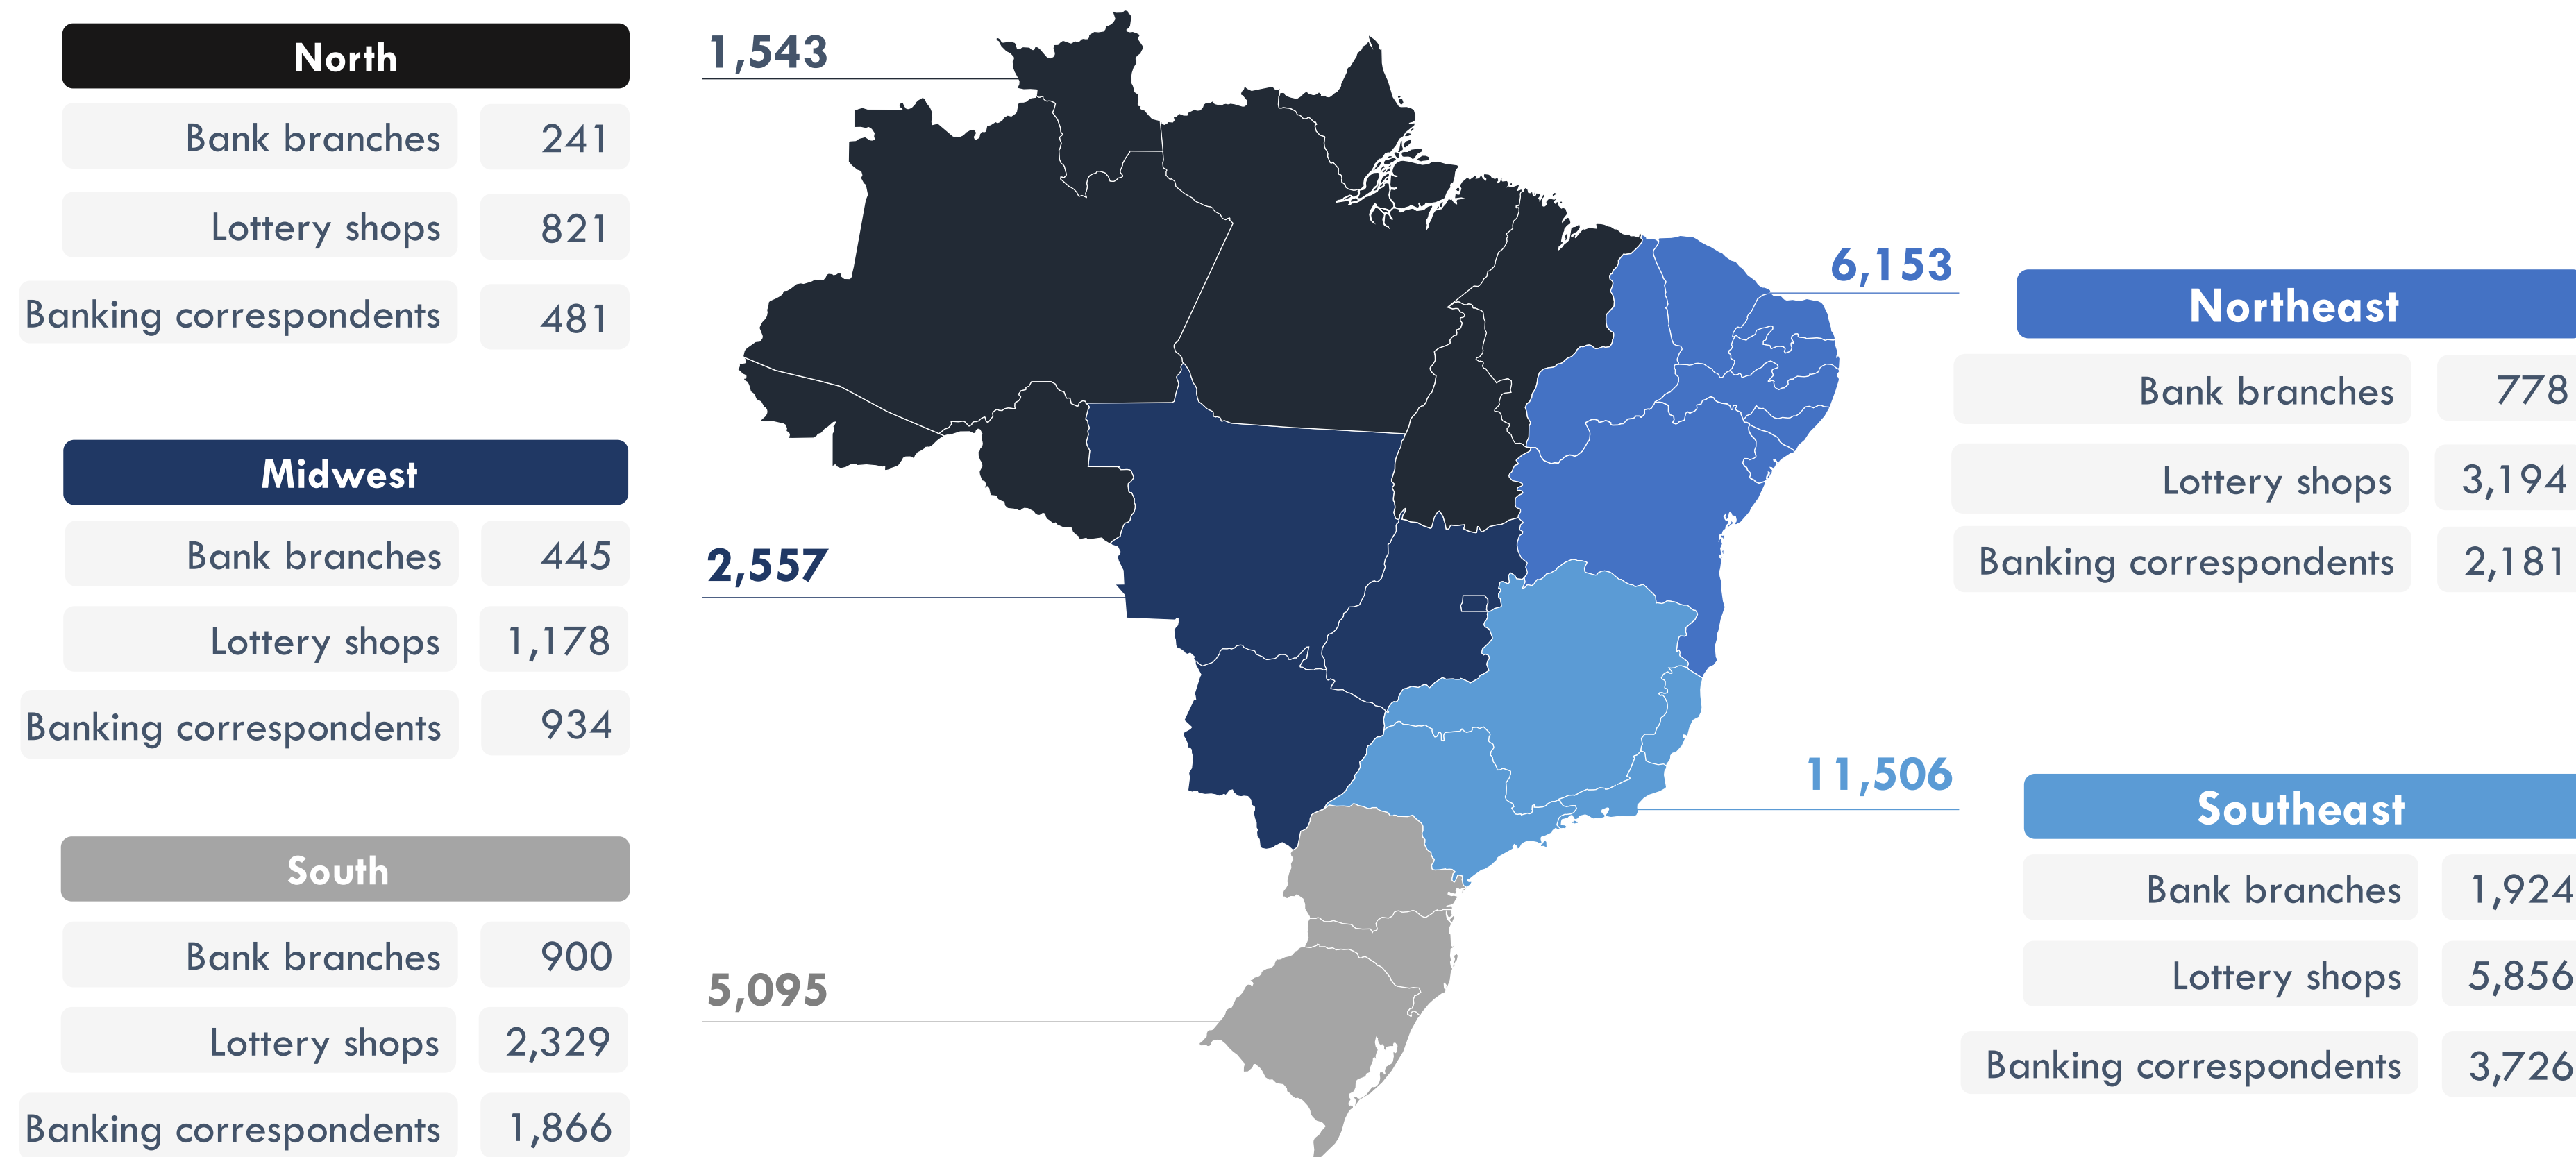 North
Bank branches 241
Lottery shops 821
Banking correspondents 481
Midwest
Bank branches 445
Lottery shops 1,178
Banking correspondents 934
South
Bank branches 900
Lottery shops 2,329
Banking correspondents 1,866
1,543
2,557
5,095
6,153
11,506
Northeast
Bank branches 778
Lottery shops 3,194
Banking correspondents 2,181
Southeast
Bank branches 1,924
Lottery shops 5,856
Banking correspondents 3,726